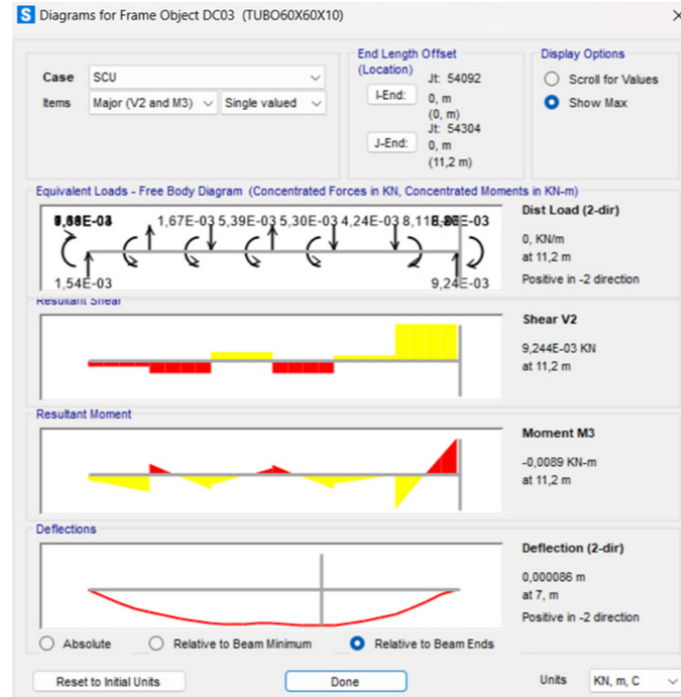 S Diagrams for Frame Object DC03 (TUBO60X60X10)
Case SCU
Items Major (V2 and M3) Single valued
End Length Offset (Location)
I-End: Jt: 54092
0, m
(0, m)
J-End: Jt: 54304
0, m
(11,2 m)
Display Options
Scroll for Values
Show Max
Equivalent Loads - Free Body Diagram (Concentrated Forces in KN, Concentrated Moments in KN-m)
1,67E-03 5,39E-03 5,30E-03 4,24E-03
1,54E-03 9,24E-03
Dist Load (2-dir)
0, KN/m
at 11,2 m
Positive in -2 direction
Resultant Shear
Shear V2
9,244E-03 KN
at 11,2 m
Resultant Moment
Moment M3
-0,0089 KN-m
at 11,2 m
Deflections
Deflection (2-dir)
0,000086 m
at 7, m
Positive in -2 direction
Absolute Relative to Beam Minimum Relative to Beam Ends
Reset to Initial Units Done Units KN, m, C